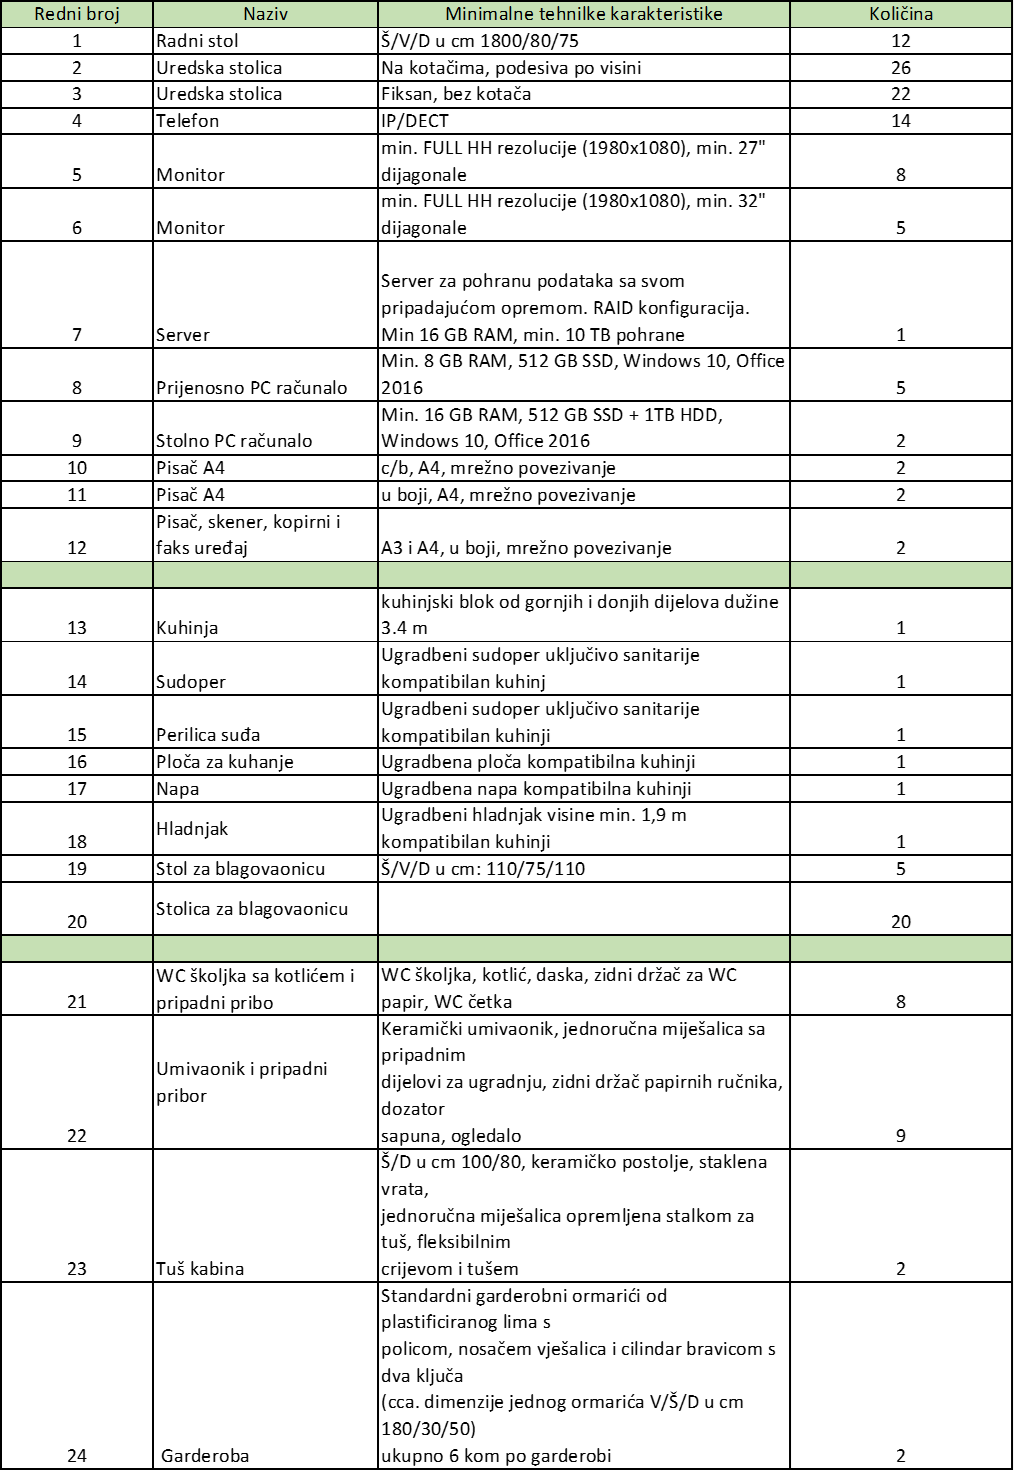 Redni broj Naziv Minimalne tehnilke karakteristike Količina
1 Radni stol Š/V/D u cm 1800/80/75 12
2 Uredska stolica Na kotačima, podesiva po visini 26
3 Uredska stolica Fiksan, bez kotača 22
4 Telefon IP/DECT 14
min. FULL HH rezolucije (1980x1080), min. 27"
5 Monitor dijagonale 8
min. FULL HH rezolucije (1980x1080), min. 32"
6 Monitor dijagonale 5
Server za pohranu podataka sa svom
pripadajućom opremom. RAID konfiguracija.
7 Server Min 16 GB RAM, min. 10 TB pohrane 1
Min. 8 GB RAM, 512 GB SSD, Windows 10, Office
8 Prijenosno PC računalo 2016 5
Min. 16 GB RAM, 512 GB SSD + 1TB HDD,
9 Stolno PC računalo Windows 10, Office 2016 2
10 Pisač A4 c/b, A4, mrežno povezivanje 2
11 Pisač A4 u boji, A4, mrežno povezivanje 2
Pisač, skener, kopirni i
12 faks uređaj A3 i A4, u boji, mrežno povezivanje 2
kuhinjski blok od gornjih i donjih dijelova dužine
13 Kuhinja 3.4 m 1
Ugradbeni sudoper uključivo sanitarije
14 Sudoper kompatibilan kuhinj 1
Ugradbeni sudoper uključivo sanitarije
15 Perilica suđa kompatibilan kuhinji 1
16 Ploča za kuhanje Ugradbena ploča kompatibilna kuhinji 1
17 Napa Ugradbena napa kompatibilna kuhinji 1
Ugradbeni hladnjak visine min. 1,9 m
18 Hladnjak kompatibilan kuhinji 1
19 Stol za blagovaonicu Š/V/D u cm: 110/75/110 5
20 Stolica za blagovaonicu 20
WC školjka sa kotlićem i WC školjka, kotlić, daska, zidni držač za WC
21 pripadni pribo papir, WC četka 8
Keramički umivaonik, jednoručna miješalica sa
pripadnim
Umivaonik i pripadni dijelovi za ugradnju, zidni držač papirnih ručnika,
pribor dozator
22 sapuna, ogledalo 9
Š/D u cm 100/80, keramičko postolje, staklena
vrata,
jednoručna miješalica opremljena stalkom za
tuš, fleksibilnim
23 Tuš kabina crijevom i tušem 2
Standardni garderobni ormarići od
plastificiranog lima s
policom, nosačem vješalica i cilindar bravicom s
dva ključa
(cca. dimenzije jednog ormarića V/Š/D u cm
180/30/50)
24 Garderoba ukupno 6 kom po garderobi 2